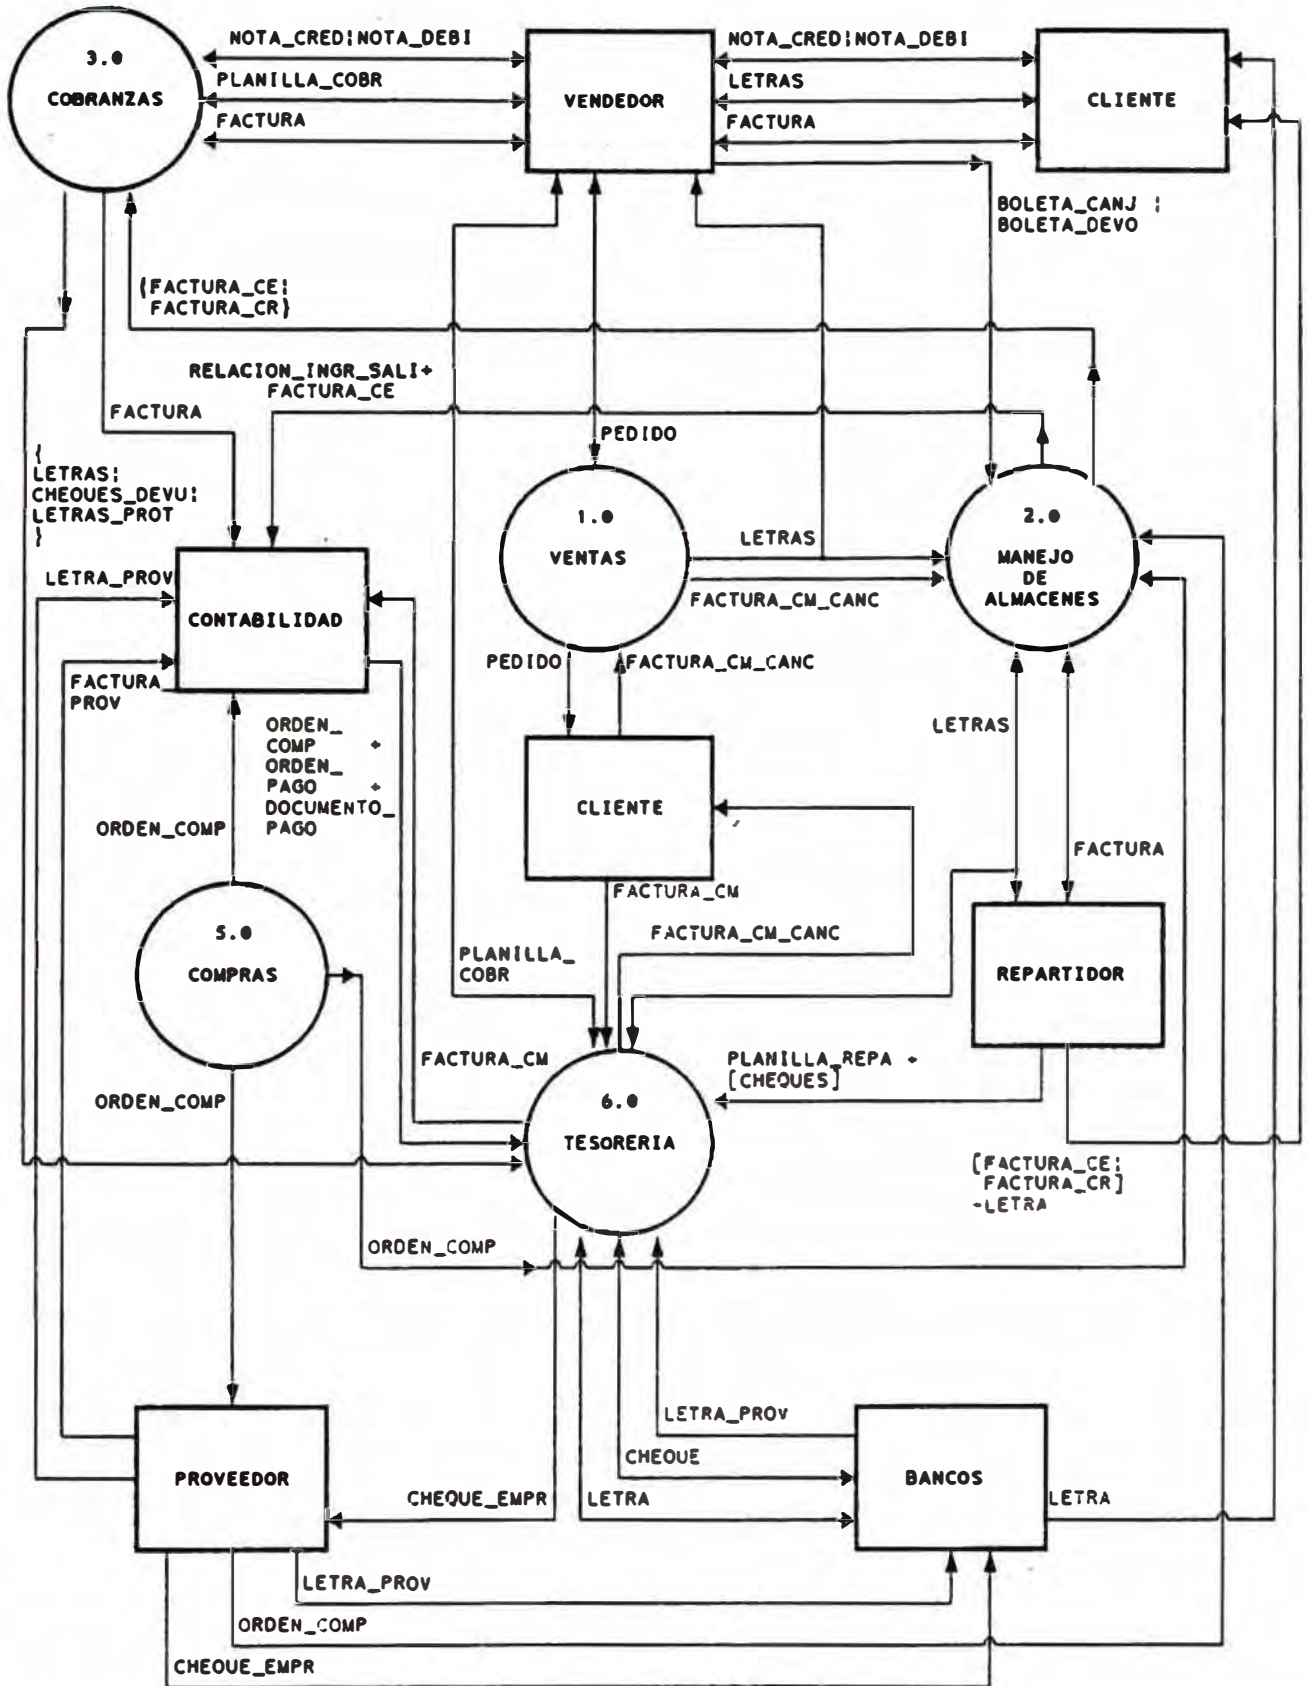 NOTA_CRED¦NOTA_DEBI
NOTA_CRED¦NOTA_DEBI
3.0
COBRANZAS
PLANILLA_COBR
FACTURA
VENDEDOR
LETRAS
FACTURA
CLIENTE
BOLETA_CANJ ¦
BOLETA_DEVO
{FACTURA_CE¦
FACTURA_CR}
RELACION_INGR_SALI+
FACTURA_CE
FACTURA
PEDIDO
{
LETRAS¦
CHEQUES_DEVU¦
LETRAS_PROT
}
1.0
VENTAS
LETRAS
FACTURA_CM_CANC
2.0
MANEJO
DE
ALMACENES
LETRA_PROV
CONTABILIDAD
FACTURA_
PROV
PEDIDO
FACTURA_CM_CANC
ORDEN_
COMP +
ORDEN_
PAGO +
DOCUMENTO_
PAGO
ORDEN_COMP
CLIENTE
LETRAS
FACTURA
FACTURA_CM
FACTURA_CM_CANC
5.0
COMPRAS
PLANILLA_
COBR
REPARTIDOR
FACTURA_CM
PLANILLA_REPA +
[CHEQUES]
ORDEN_COMP
6.0
TESORERIA
[FACTURA_CE¦
FACTURA_CR]
-LETRA
ORDEN_COMP
LETRA_PROV
CHEQUE
PROVEEDOR
BANCOS
CHEQUE_EMPR
LETRA
LETRA
LETRA_PROV
ORDEN_COMP
CHEQUE_EMPR